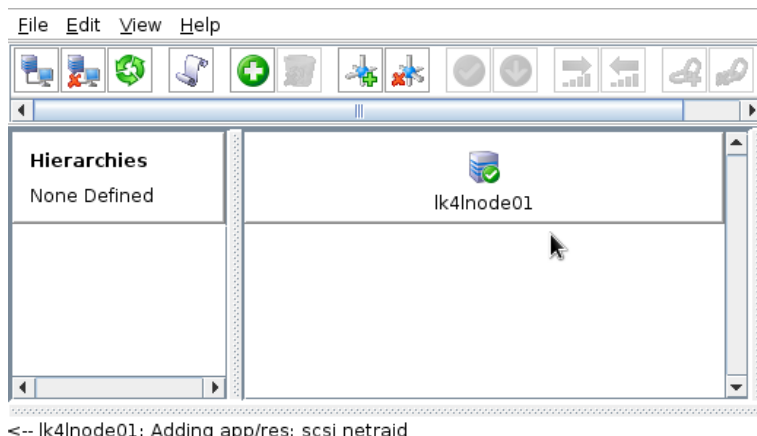 File Edit View Help
Hierarchies
None Defined
lk4lnode01
<-- lk4lnode01: Adding app/res: scsi netraid